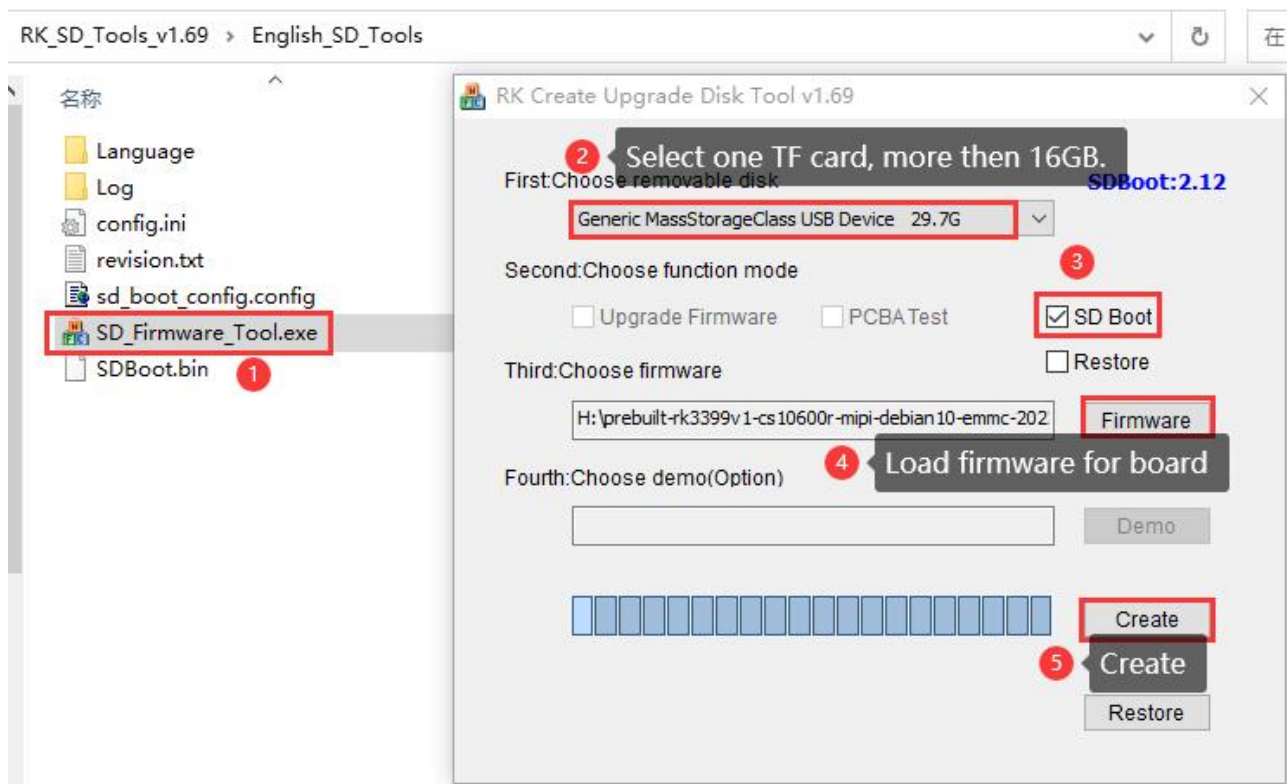 RK_SD_Tools_v1.69 › English_SD_Tools
在
名称
Language
Log
config.ini
revision.txt
sd_boot_config.config
SD_Firmware_Tool.exe
SDBoot.bin
1
RK Create Upgrade Disk Tool v1.69
2 Select one TF card, more then 16GB.
First:Choose removable disk
SDBoot:2.12
Generic MassStorageClass USB Device 29.7G
3
Second:Choose function mode
Upgrade Firmware PCBA Test SD Boot
Restore
Third:Choose firmware
H:\prebuilt-rk3399v1-cs10600r-mipi-debian10-emmc-202 Firmware
4 Load firmware for board
Fourth:Choose demo(Option)
Demo
Create
5 Create
Restore